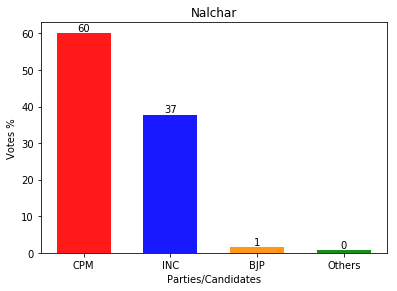 Nalchar
Votes %
60
50
40
30
20
10
0
60
37
1
0
CPM INC BJP Others
Parties/Candidates